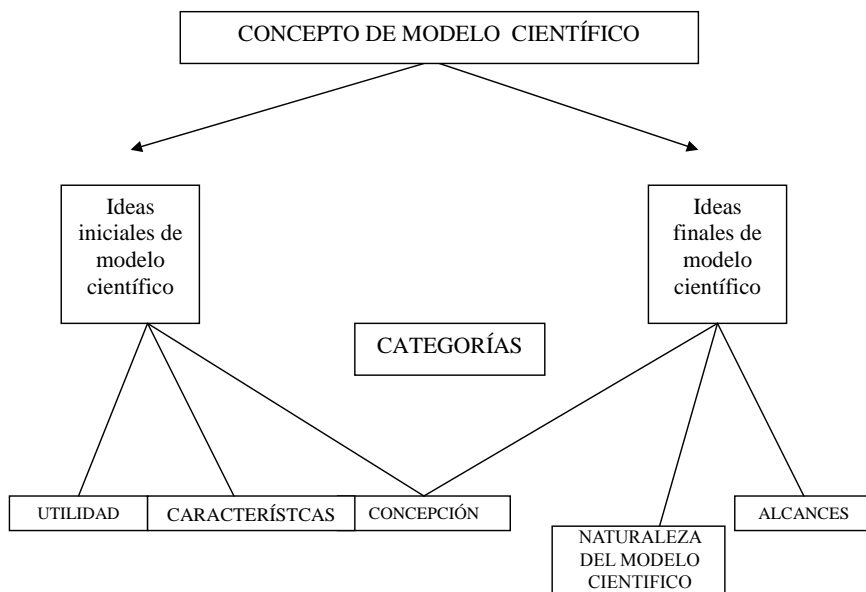 CONCEPTO DE MODELO CIENTÍFICO
Ideas
iniciales de
modelo
científico
Ideas
finales de
modelo
científico
CATEGORÍAS
UTILIDAD
CARACTERÍSTCAS
CONCEPCIÓN
NATURALEZA
DEL MODELO
CIENTIFICO
ALCANCES